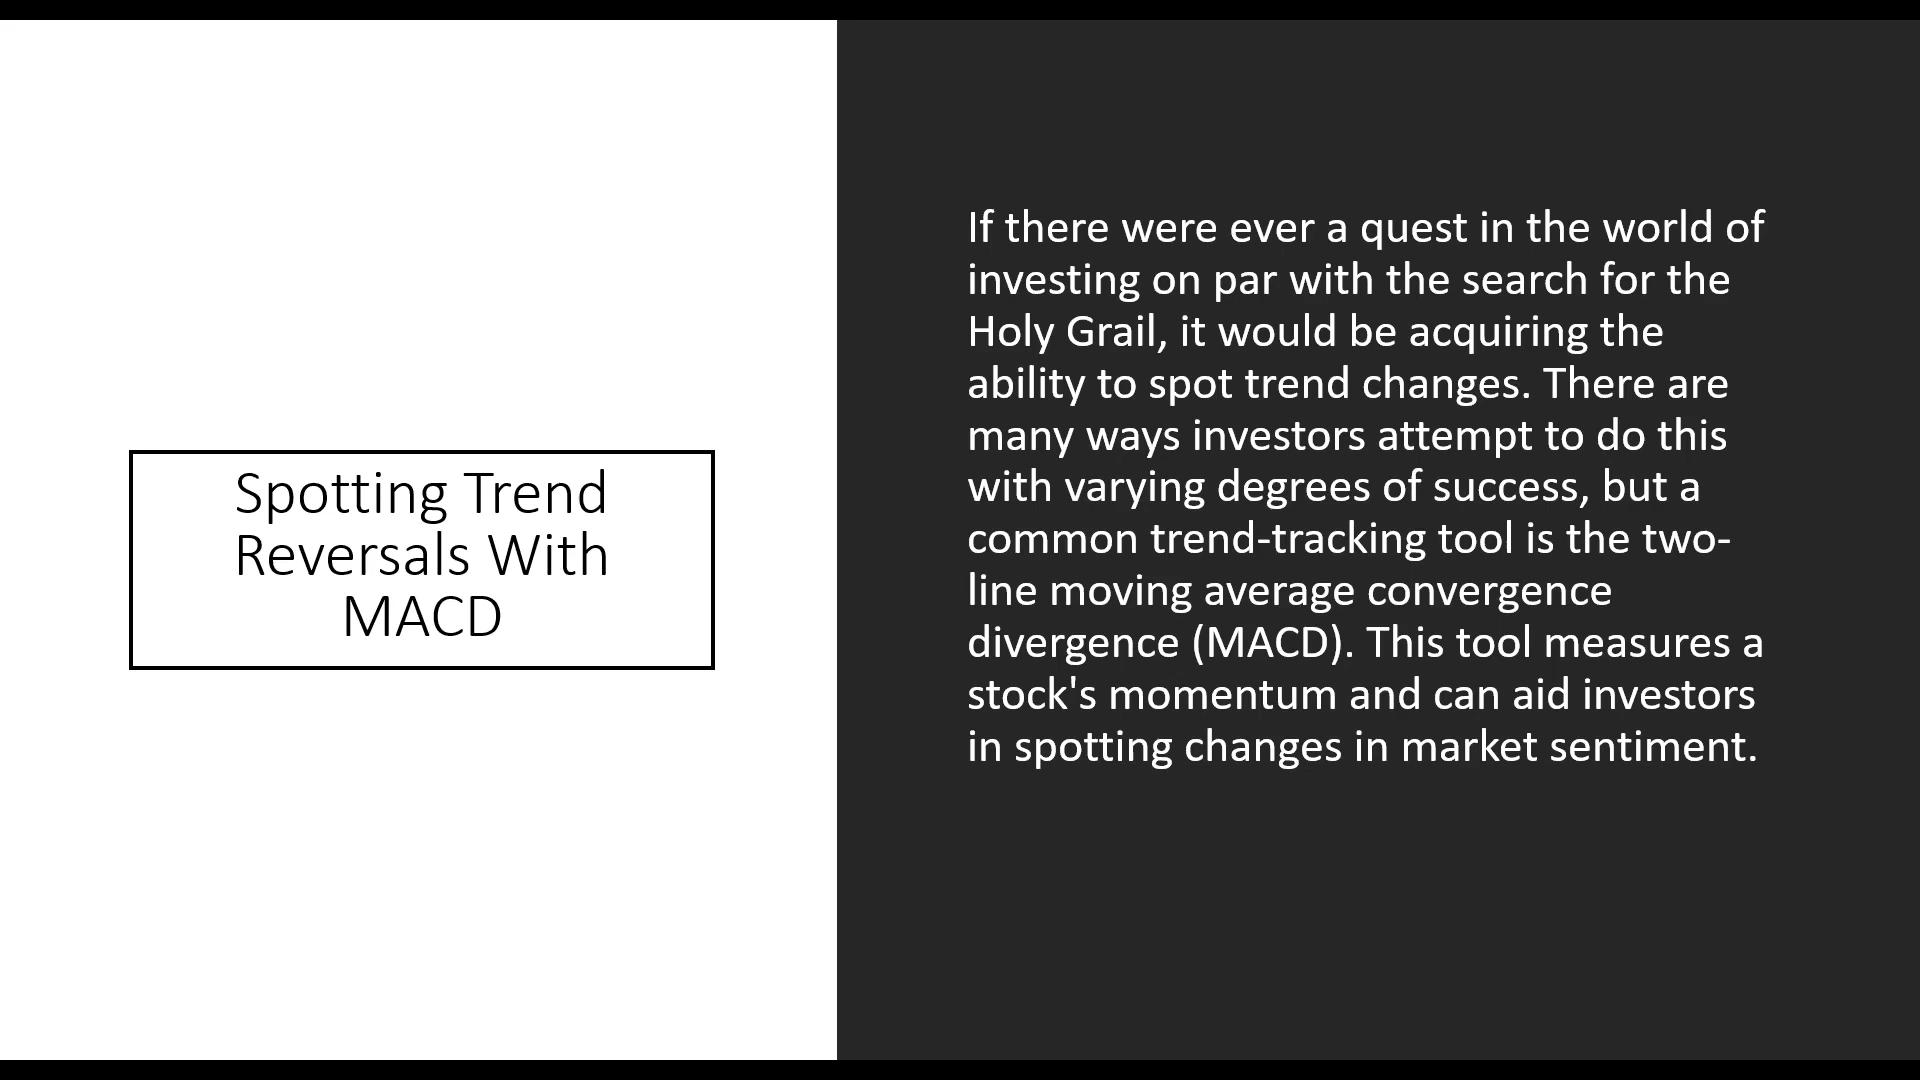 Spotting Trend
Reversals With
MACD
If there were ever a quest in the world of
investing on par with the search for the
Holy Grail, it would be acquiring the
ability to spot trend changes. There are
many ways investors attempt to do this
with varying degrees of success, but a
common trend-tracking tool is the two-
line moving average convergence
divergence (MACD). This tool measures a
stock's momentum and can aid investors
in spotting changes in market sentiment.